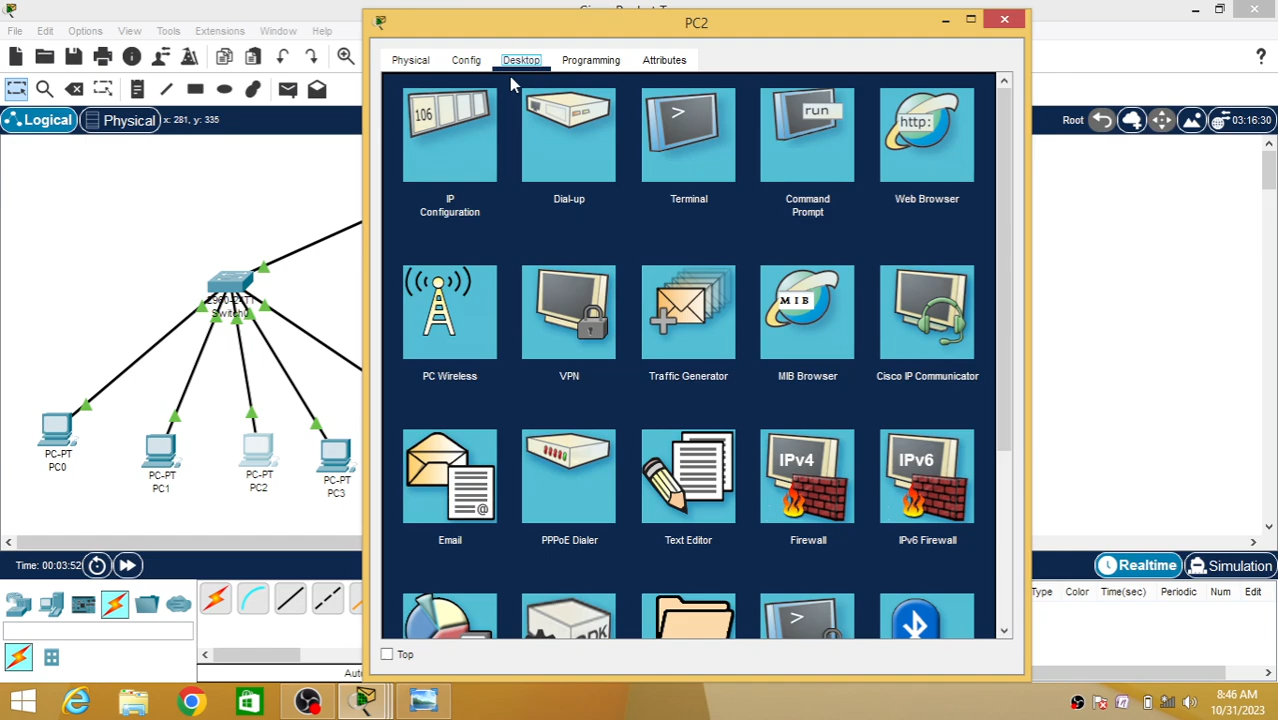 PC2
File Edit Options View Tools Extensions Window Help
Physical Config Desktop Programming Attributes
?
Logical Physical x: 281, y: 335
Root 03:16:30
106 > run http:
IP
Configuration
Dial-up
Terminal
Command
Prompt
Web Browser
MIB
PC Wireless VPN Traffic Generator MIB Browser Cisco IP Communicator
Switch0
PC-PT
PC0
PC-PT
PC1
PC-PT
PC2
PC-PT
PC3
@ IPv4 IPv6
Email PPPoE Dialer Text Editor Firewall IPv6 Firewall
>
Time: 00:03:52
Realtime Simulation
Type Color Time(sec) Periodic Num Edit
Top
8:46 AM
10/31/2023